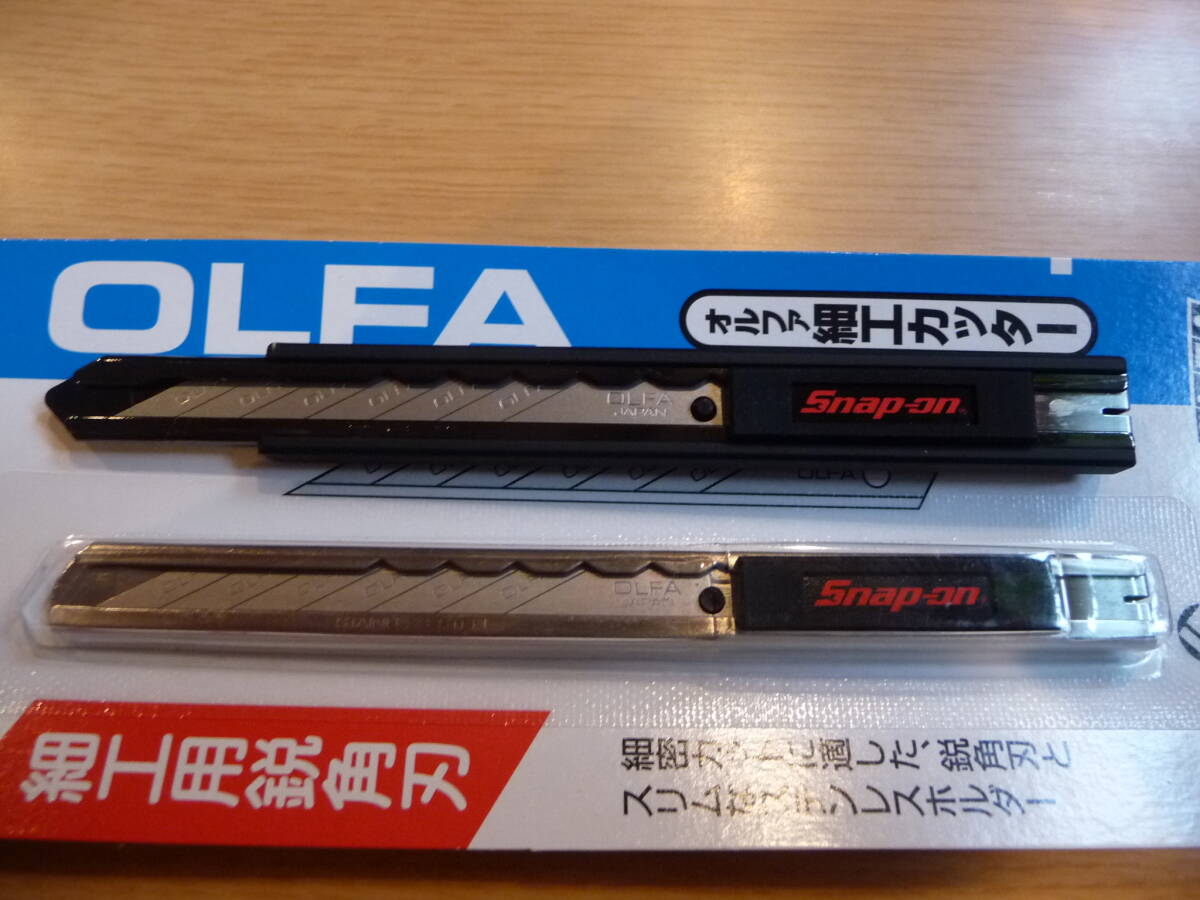 OLFA
オルファ細工カッター
OLFA
JAPAN
Snap-on
OLFA
OLFA
JAPAN
Snap-on
細工用鋭角刃
細密カットに適した、鋭角刃と
スリムなステンレスホルダー